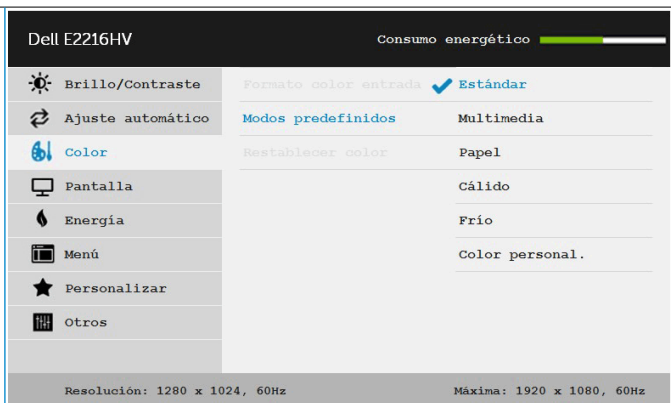 Dell E2216HV
Consumo energético
Brillo/Contraste
Formato color entrada
Estándar
Ajuste automático
Modos predefinidos
Multimedia
Color
Restablecer color
Papel
Pantalla
Cálido
Energía
Frío
Menú
Color personal.
Personalizar
Otros
Resolución: 1280 x 1024, 60Hz
Máxima: 1920 x 1080, 60Hz